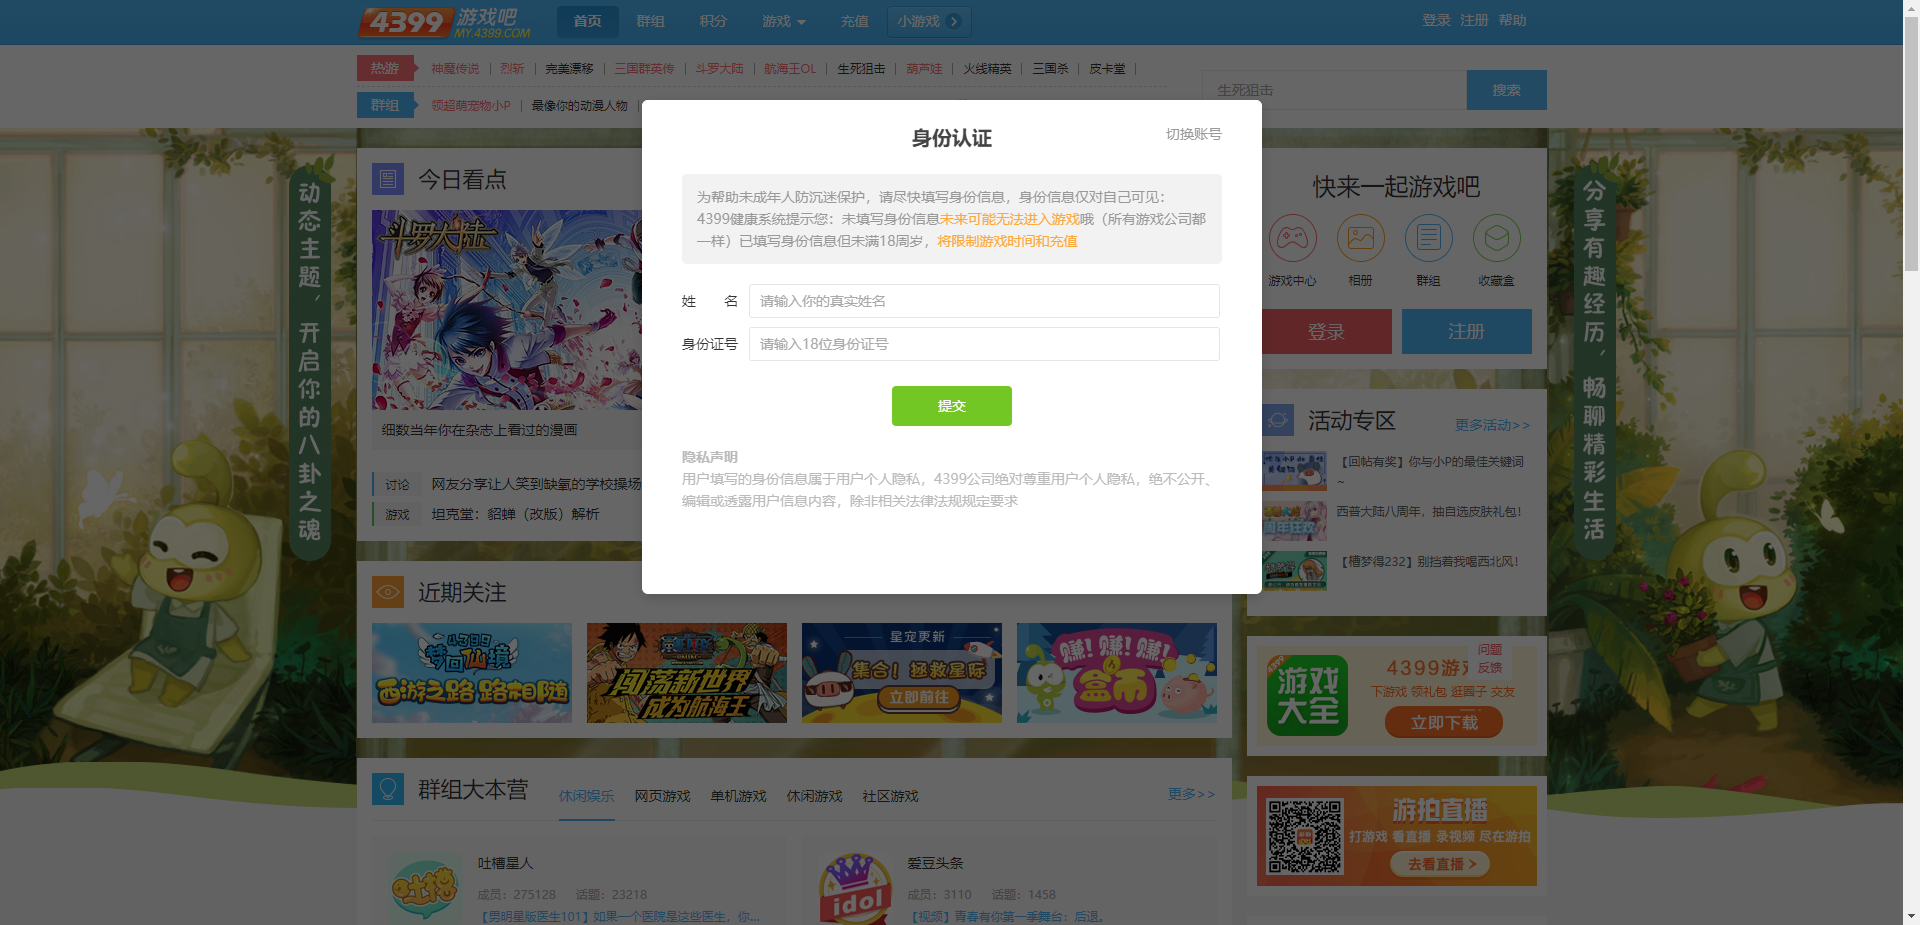 4399 游戏吧 MY.4399.COM
首页 群组 积分 游戏 充值 小游戏
登录 注册 帮助
热游 神魔传说 烈斩 完美漂移 三国群英传 斗罗大陆 航海王OL 生死狙击 葫芦娃 火线精英 三国杀 皮卡堂
群组 领超萌宠物小P 最像你的动漫人物
生死狙击 搜索
身份认证 切换账号
为帮助未成年人防沉迷保护，请尽快填写身份信息，身份信息仅对自己可见：
4399健康系统提示您：未填写身份信息未来可能无法进入游戏哦（所有游戏公司都
一样）已填写身份信息但未满18周岁，将限制游戏时间和充值
姓 名 请输入你的真实姓名
身份证号 请输入18位身份证号
提交
隐私声明
用户填写的身份信息属于用户个人隐私，4399公司绝对尊重用户个人隐私，绝不公开、
编辑或透露用户信息内容，除非相关法律法规规定要求
动态主题，开启你的八卦之魂
今日看点
斗罗大陆
细数当年你在杂志上看过的漫画
讨论 网友分享让人笑到缺氧的学校操场
游戏 坦克堂：貂蝉（改版）解析
快来一起游戏吧
游戏中心 相册 群组 收藏盒
登录 注册
分享有趣经历，畅聊精彩生活
活动专区 更多活动>>
【回帖有奖】你与小P的最佳关键词
~
西普大陆八周年，抽自选皮肤礼包！
周年狂欢
【槽梦得232】别挡着我喝西北风！
近期关注
4399
梦回仙境
西游之路 路相随
闯荡新世界
成为航海王
星宠更新
集合！拯救星际
立即前往
赚！赚！赚！
盒币
问题
反馈
游戏
大全
4399游戏
下游戏 领礼包 逛圈子 交友
立即下载
群组大本营 休闲娱乐 网页游戏 单机游戏 休闲游戏 社区游戏 更多>>
吐槽
吐槽星人
成员：275128 话题：23218
【男明星版医生101】如果一个医院是这些医生，你...
idol
爱豆头条
成员：3110 话题：1458
【视频】青春有你第一季舞台：后退。
游拍直播
打游戏 看直播 录视频 尽在游拍
去看直播 >